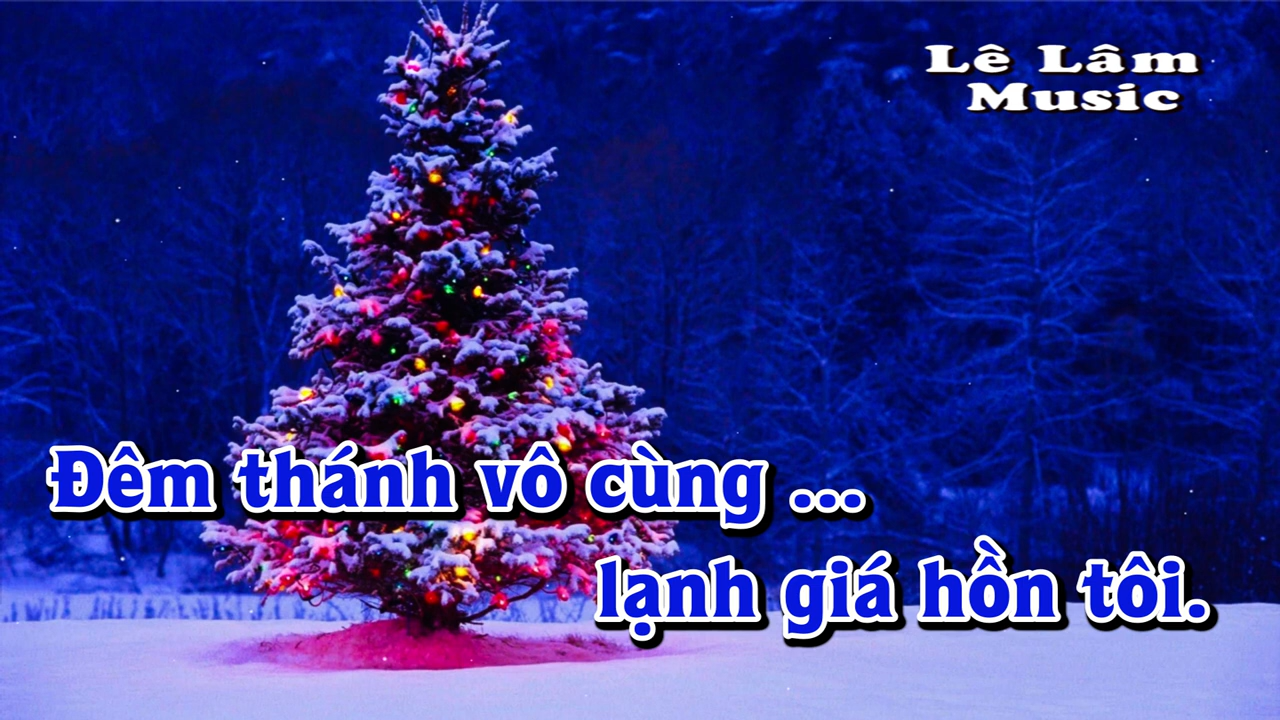 Lê Lâm
Music
Đêm thánh vô cùng ...
lạnh giá hồn tôi.